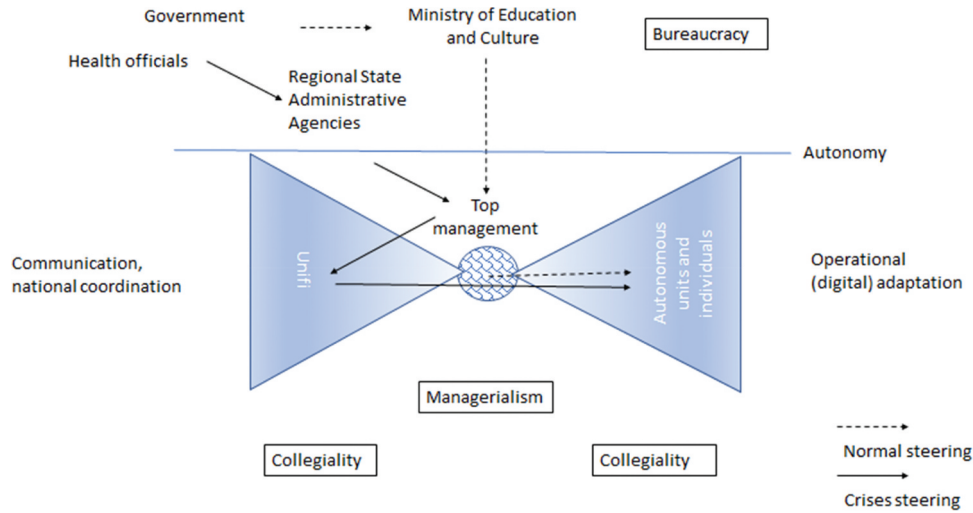 Government
Ministry of Education
and Culture
Bureaucracy
Health officials
Regional State
Administrative
Agencies
Autonomy
Top
management
Unifi
Autonomous
units and
individuals
Communication,
national coordination
Operational
(digital) adaptation
Managerialism
Collegiality
Collegiality
Normal steering
Crises steering